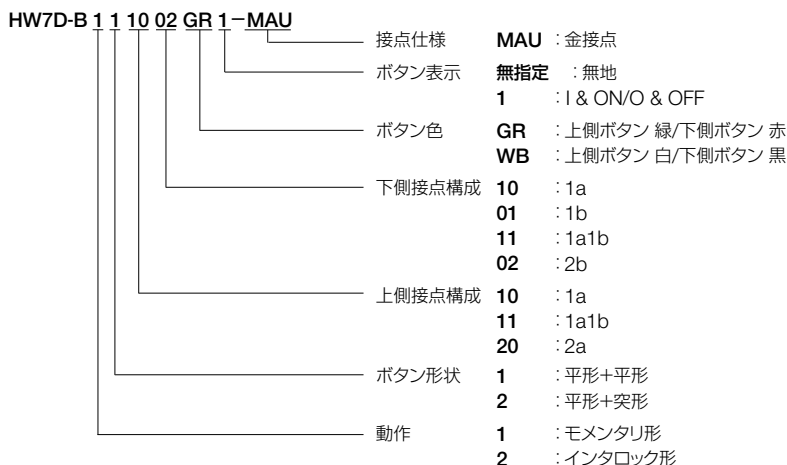 HW7D-B 1 1 10 02 GR 1－MAU
接点仕様 MAU：金接点
ボタン表示 無指定：無地
1：I & ON/O & OFF
ボタン色 GR：上側ボタン 緑/下側ボタン 赤
WB：上側ボタン 白/下側ボタン 黒
下側接点構成 10：1a
01：1b
11：1a1b
02：2b
上側接点構成 10：1a
11：1a1b
20：2a
ボタン形状 1：平形+平形
2：平形+突形
動作 1：モメンタリ形
2：インタロック形